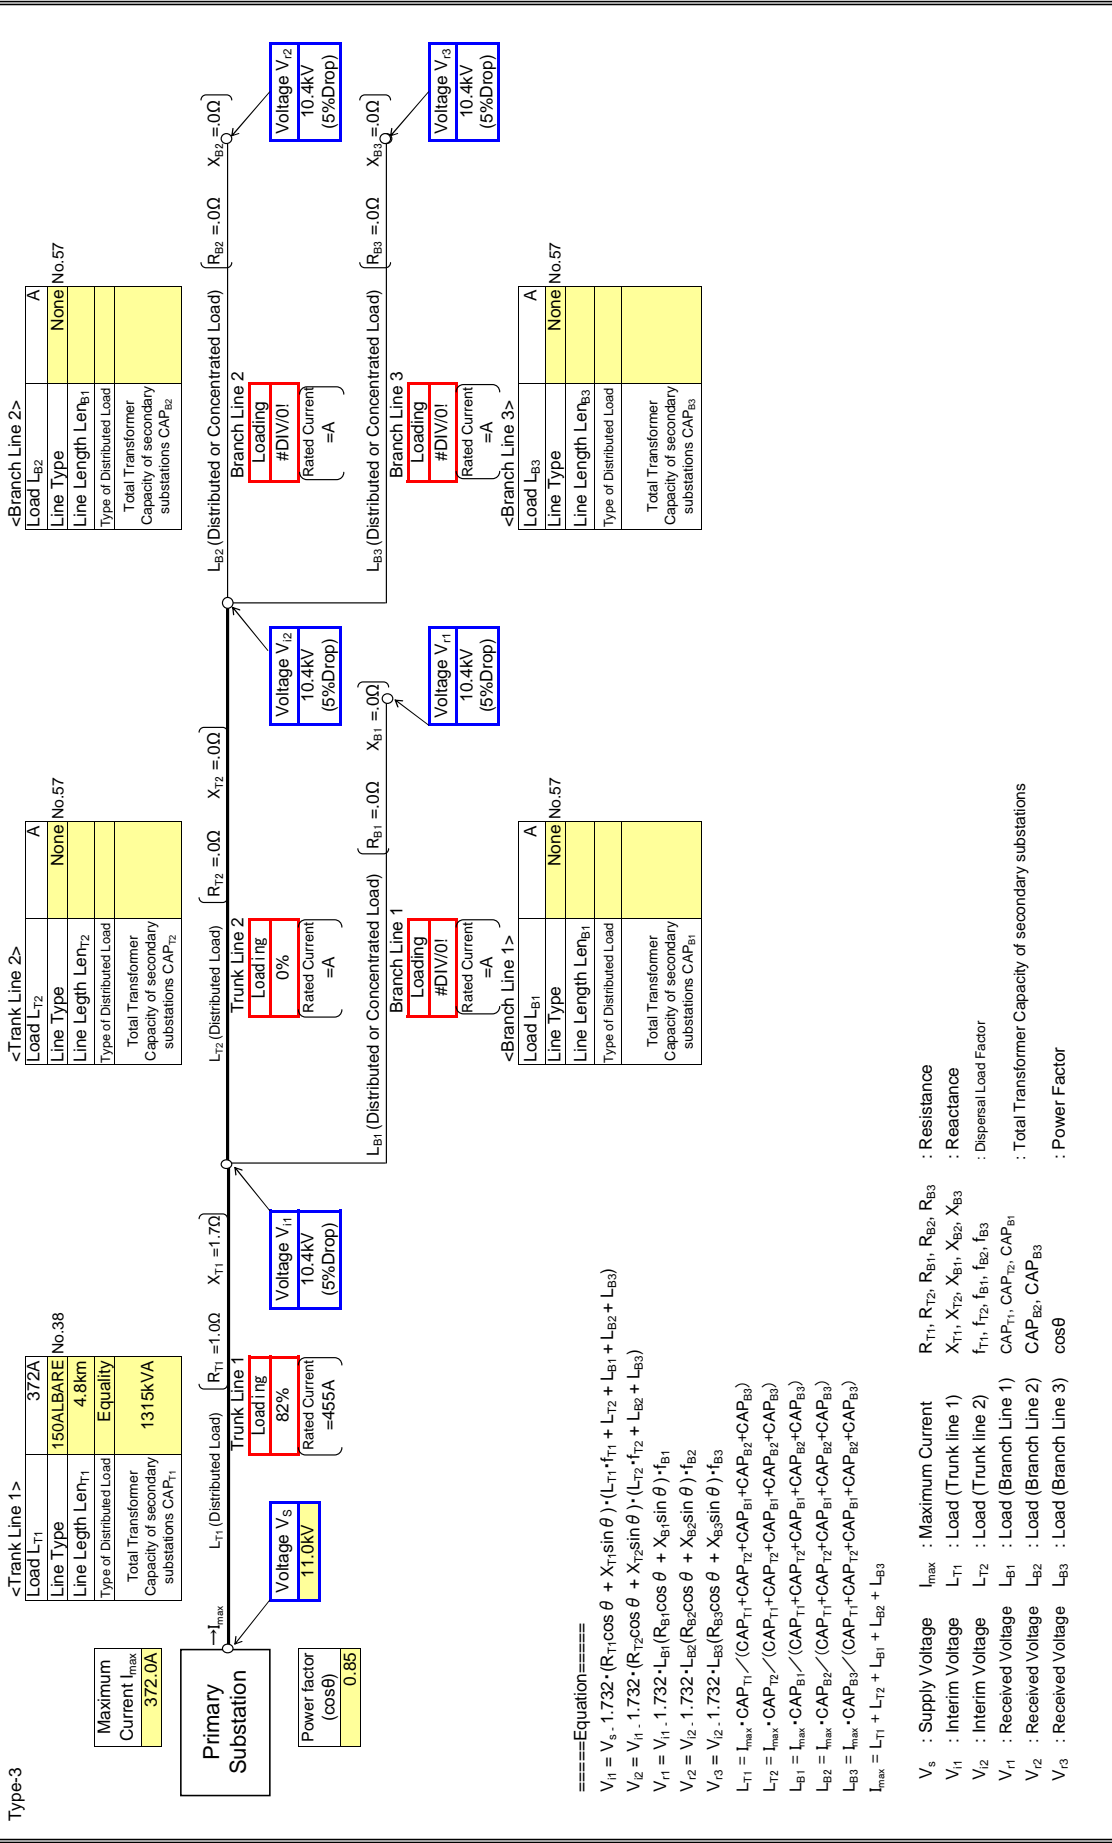 Type-3
Maximum
Current Imax
372.0A
Primary
Substation
Power factor
(cosθ)
0.85
→Imax
Voltage VS
11.0kV
<Trank Line 1>
Load LT1 372A
Line Type 150ALBARE No.38
Line Legth LenT1 4.8km
Type of Distributed Load Equality
Total Transformer
Capacity of secondary
substations CAPT1
1315kVA
LT1 (Distributed Load)
RT1 =1.0Ω XT1 =1.7Ω
Trunk Line 1
Loading
82%
Rated Current
=455A
Voltage Vi1
10.4kV
(5%Drop)
<Trank Line 2>
Load LT2 A
Line Type None No.57
Line Length LenT2
Type of Distributed Load
Total Transformer
Capacity of secondary
substations CAPT2
LT2 (Distributed Load)
RT2 =.0Ω XT2 =.0Ω
Trunk Line 2
Loading
0%
Rated Current
=A
Voltage Vi2
10.4kV
(5%Drop)
LB1 (Distributed or Concentrated Load)
RB1 =.0Ω XB1 =.0Ω
Branch Line 1
Loading
#DIV/0!
Rated Current
=A
Voltage Vr1
10.4kV
(5%Drop)
<Branch Line 1>
Load LB1 A
Line Type None No.57
Line Length LenB1
Type of Distributed Load
Total Transformer
Capacity of secondary
substations CAPB1
<Branch Line 2>
Load LB2 A
Line Type None No.57
Line Length LenB1
Type of Distributed Load
Total Transformer
Capacity of secondary
substations CAPB2
LB2 (Distributed or Concentrated Load)
RB2 =.0Ω XB2 =.0Ω
Branch Line 2
Loading
#DIV/0!
Rated Current
=A
Voltage Vr2
10.4kV
(5%Drop)
LB3 (Distributed or Concentrated Load)
RB3 =.0Ω XB3 =.0Ω
Branch Line 3
Loading
#DIV/0!
Rated Current
=A
Voltage Vr3
10.4kV
(5%Drop)
<Branch Line 3>
Load LB3 A
Line Type None No.57
Line Length LenB3
Type of Distributed Load
Total Transformer
Capacity of secondary
substations CAPB3
=====Equation=====
Vi1 = Vs - 1.732・(RT1cos θ + XT1sin θ)・(LT1・fT1 + LT2 + LB1 + LB2 + LB3)
Vi2 = Vi1 - 1.732・(RT2cos θ + XT2sin θ)・(LT2・fT2 + LB2 + LB3)
Vr1 = Vi1 - 1.732・LB1(RB1cos θ + XB1sin θ)・fB1
Vr2 = Vi2 - 1.732・LB2(RB2cos θ + XB2sin θ)・fB2
Vr3 = Vi2 - 1.732・LB3(RB3cos θ + XB3sin θ)・fB3
LT1 = Imax・CAPT1／(CAPT1+CAPT2+CAPB1+CAPB2+CAPB3)
LT2 = Imax・CAPT2／(CAPT1+CAPT2+CAPB1+CAPB2+CAPB3)
LB1 = Imax・CAPB1／(CAPT1+CAPT2+CAPB1+CAPB2+CAPB3)
LB2 = Imax・CAPB2／(CAPT1+CAPT2+CAPB1+CAPB2+CAPB3)
LB3 = Imax・CAPB3／(CAPT1+CAPT2+CAPB1+CAPB2+CAPB3)
Imax = LT1 + LT2 + LB1 + LB2 + LB3
Vs : Supply Voltage Imax : Maximum Current RT1, RT2, RB1, RB2, RB3 : Resistance
Vi1 : Interim Voltage LT1 : Load (Trunk line 1) XT1, XT2, XB1, XB2, XB3 : Reactance
Vi2 : Interim Voltage LT2 : Load (Trunk line 2) fT1, fT2, fB1, fB2, fB3 : Dispersal Load Factor
Vr1 : Received Voltage LB1 : Load (Branch Line 1) CAPT1, CAPT2, CAPB1 : Total Transformer Capacity of secondary substations
Vr2 : Received Voltage LB2 : Load (Branch Line 2) CAPB2, CAPB3
Vr3 : Received Voltage LB3 : Load (Branch Line 3) cosθ : Power Factor